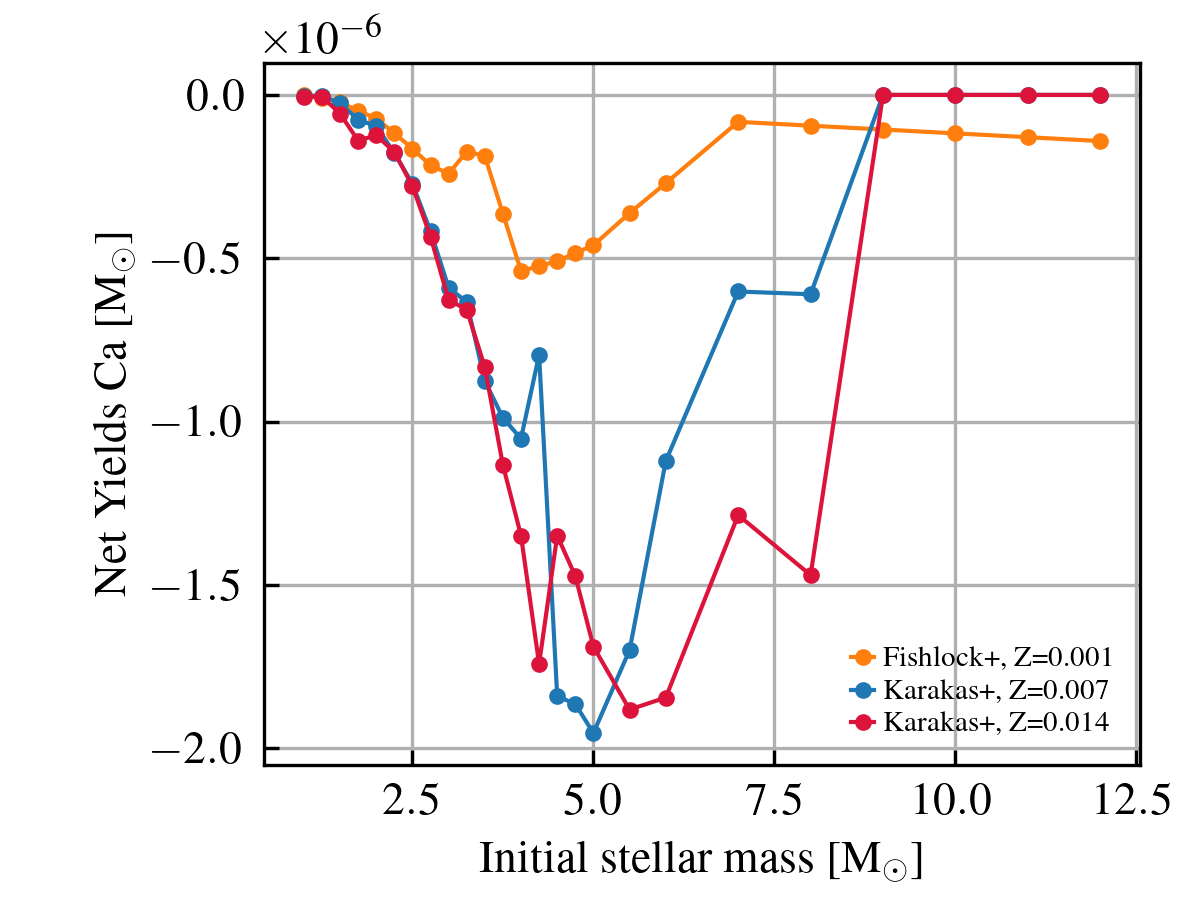 ×10⁻⁶
0.0
−0.5
−1.0
−1.5
−2.0
Net Yields Ca [M⊙]
Fishlock+, Z=0.001
Karakas+, Z=0.007
Karakas+, Z=0.014
2.5 5.0 7.5 10.0 12.5
Initial stellar mass [M⊙]